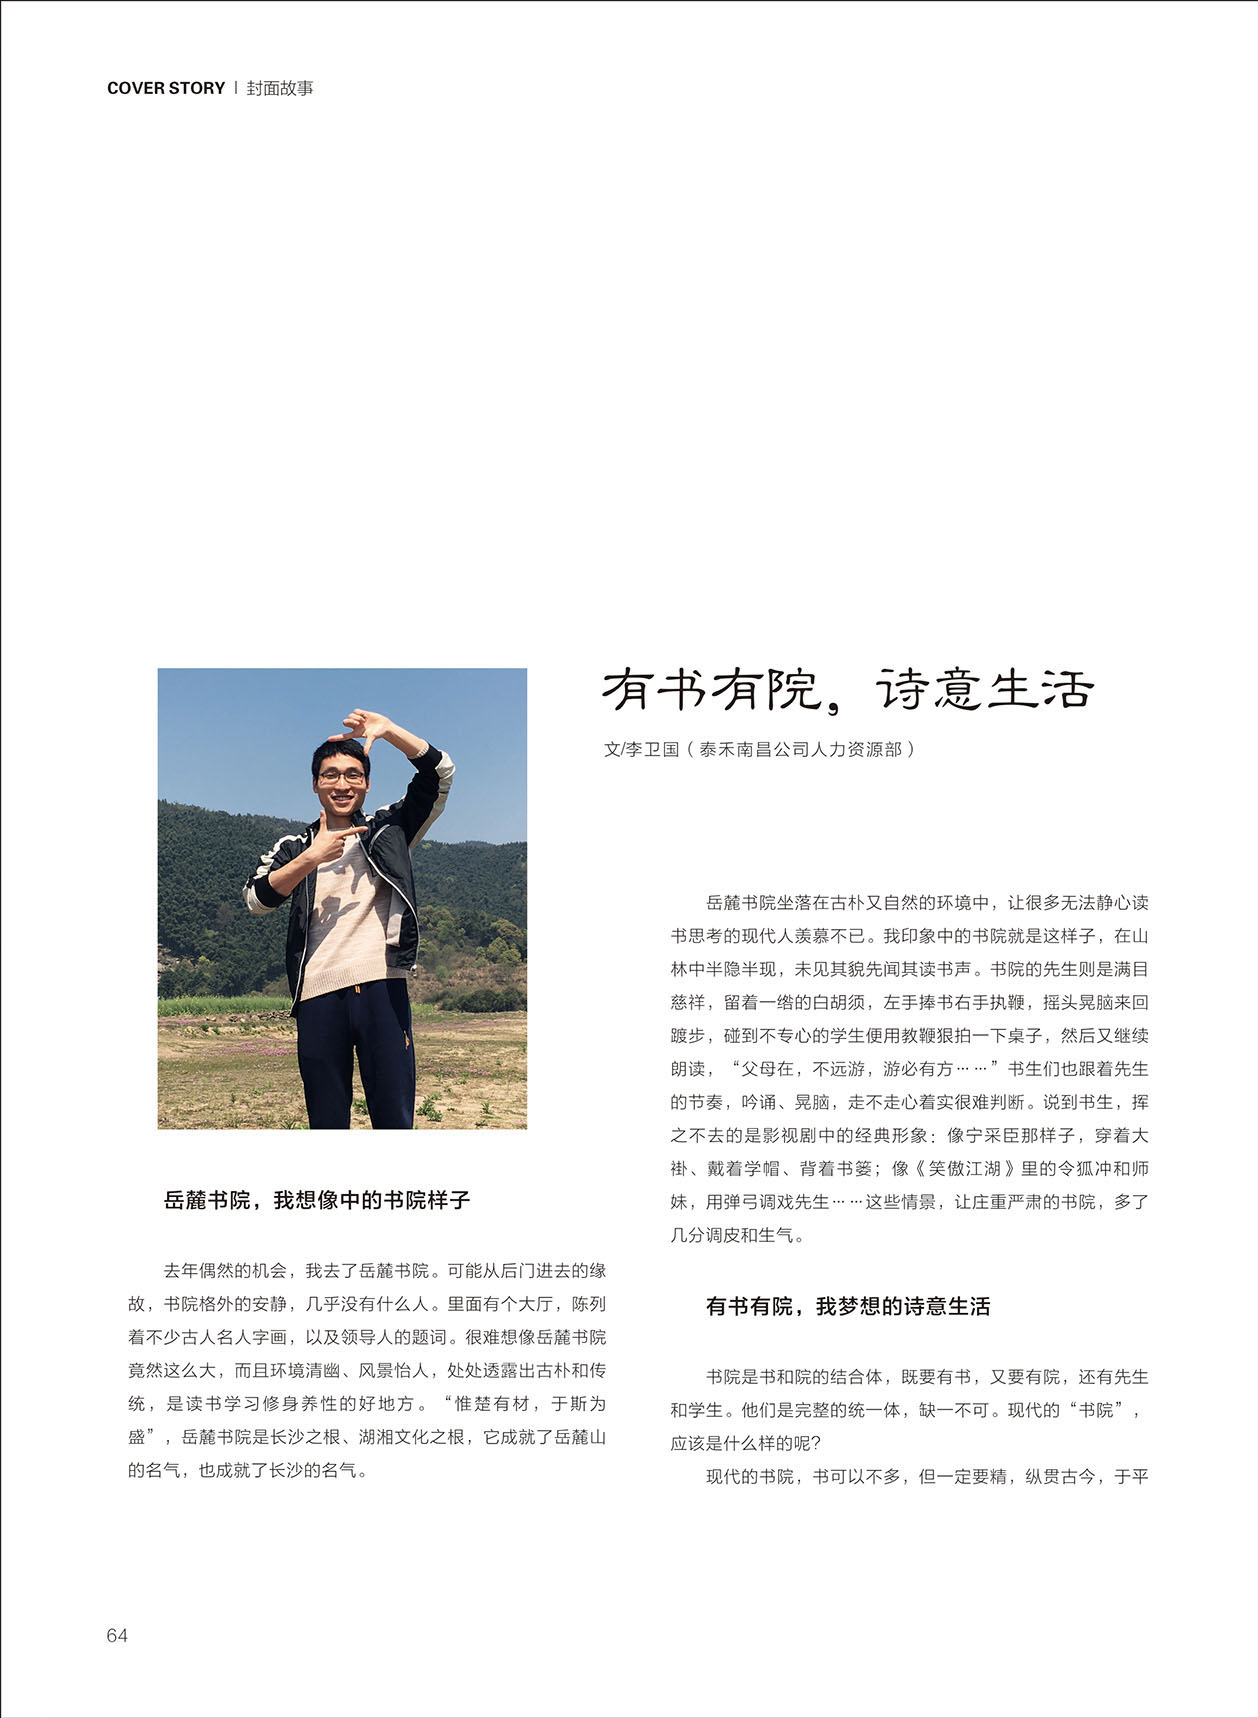 COVER STORY | 封面故事
有书有院，诗意生活
文/李卫国（泰禾南昌公司人力资源部）
岳麓书院，我想像中的书院样子
去年偶然的机会，我去了岳麓书院。可能从后门进去的缘
故，书院格外的安静，几乎没有什么人。里面有个大厅，陈列
着不少古人名人字画，以及领导人的题词。很难想像岳麓书院
竟然这么大，而且环境清幽、风景怡人，处处透露出古朴和传
统，是读书学习修身养性的好地方。“惟楚有材，于斯为
盛”，岳麓书院是长沙之根、湖湘文化之根，它成就了岳麓山
的名气，也成就了长沙的名气。
岳麓书院坐落在古朴又自然的环境中，让很多无法静心读
书思考的现代人羡慕不已。我印象中的书院就是这样子，在山
林中半隐半现，未见其貌先闻其读书声。书院的先生则是满目
慈祥，留着一绺的白胡须，左手捧书右手执鞭，摇头晃脑来回
踱步，碰到不专心的学生便用教鞭狠拍一下桌子，然后又继续
朗读，“父母在，不远游，游必有方……”书生们也跟着先生
的节奏，吟诵、晃脑，走不走心着实很难判断。说到书生，挥
之不去的是影视剧中的经典形象：像宁采臣那样子，穿着大
褂、戴着学帽、背着书篓；像《笑傲江湖》里的令狐冲和师
妹，用弹弓调戏先生……这些情景，让庄重严肃的书院，多了
几分调皮和生气。
有书有院，我梦想的诗意生活
书院是书和院的结合体，既要有书，又要有院，还有先生
和学生。他们是完整的统一体，缺一不可。现代的“书院”，
应该是什么样的呢？
现代的书院，书可以不多，但一定要精，纵贯古今，于平
64